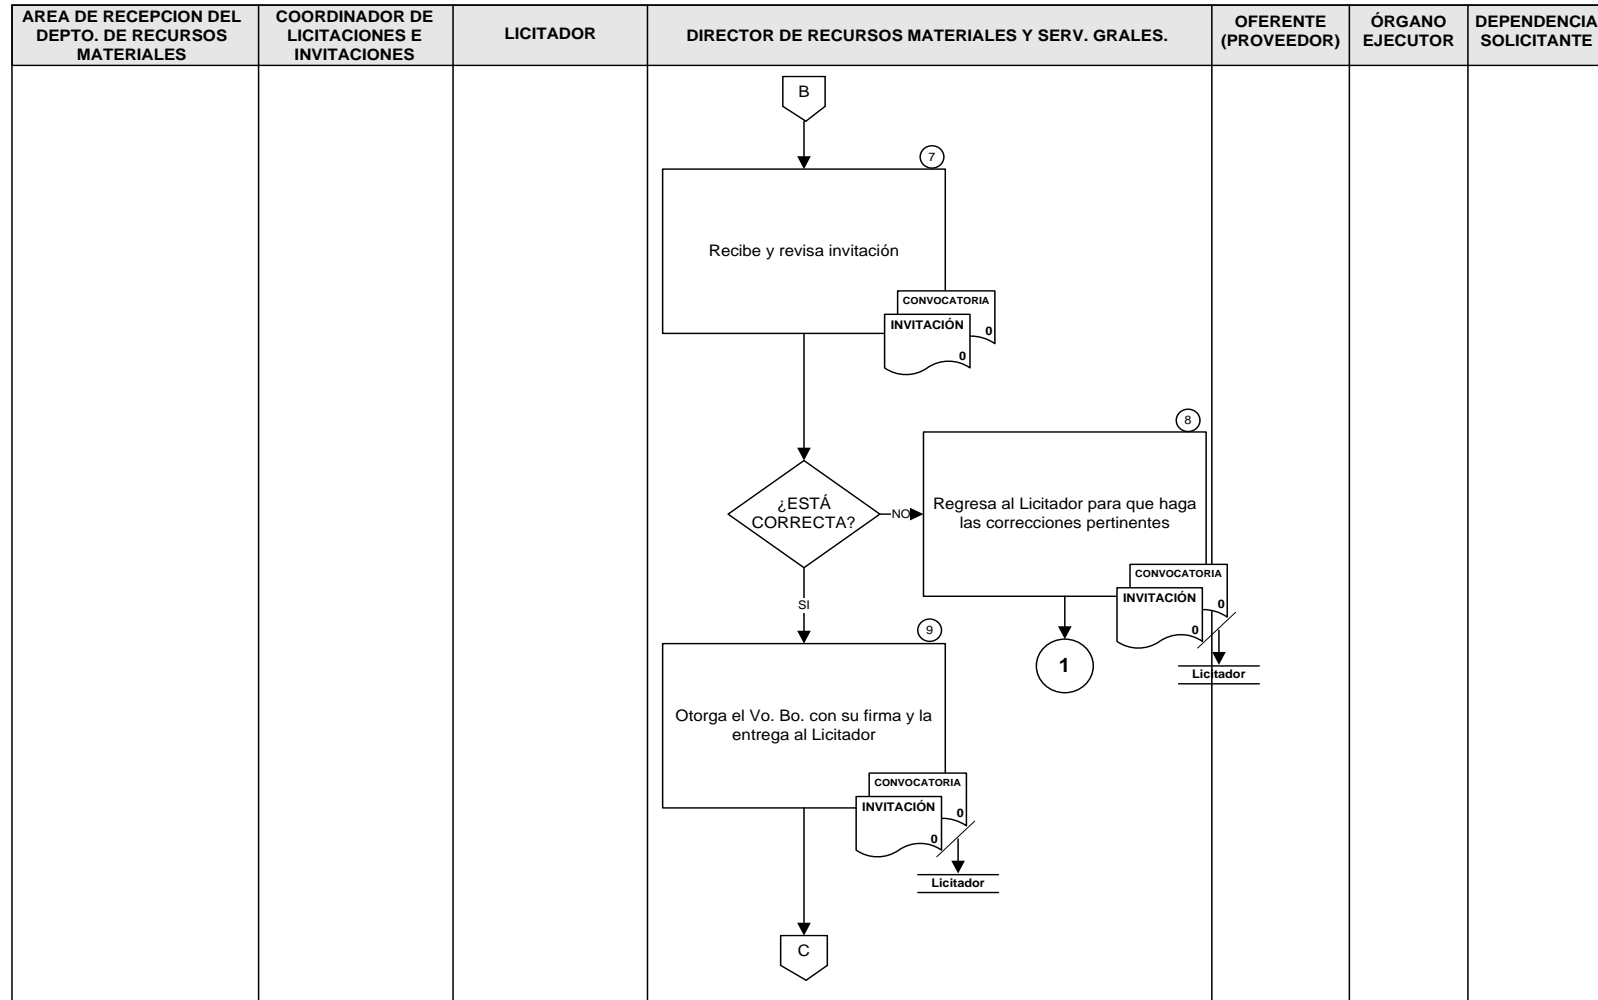 AREA DE RECEPCION DEL
DEPTO. DE RECURSOS
MATERIALES
COORDINADOR DE
LICITACIONES E
INVITACIONES
LICITADOR
DIRECTOR DE RECURSOS MATERIALES Y SERV. GRALES.
OFERENTE
(PROVEEDOR)
ÓRGANO
EJECUTOR
DEPENDENCIA
SOLICITANTE
B
7
Recibe y revisa invitación
CONVOCATORIA
0
INVITACIÓN
0
8
¿ESTÁ
CORRECTA?
NO
Regresa al Licitador para que haga
las correcciones pertinentes
CONVOCATORIA
0
INVITACIÓN
0
Licitador
1
SI
9
Otorga el Vo. Bo. con su firma y la
entrega al Licitador
CONVOCATORIA
0
INVITACIÓN
0
Licitador
C